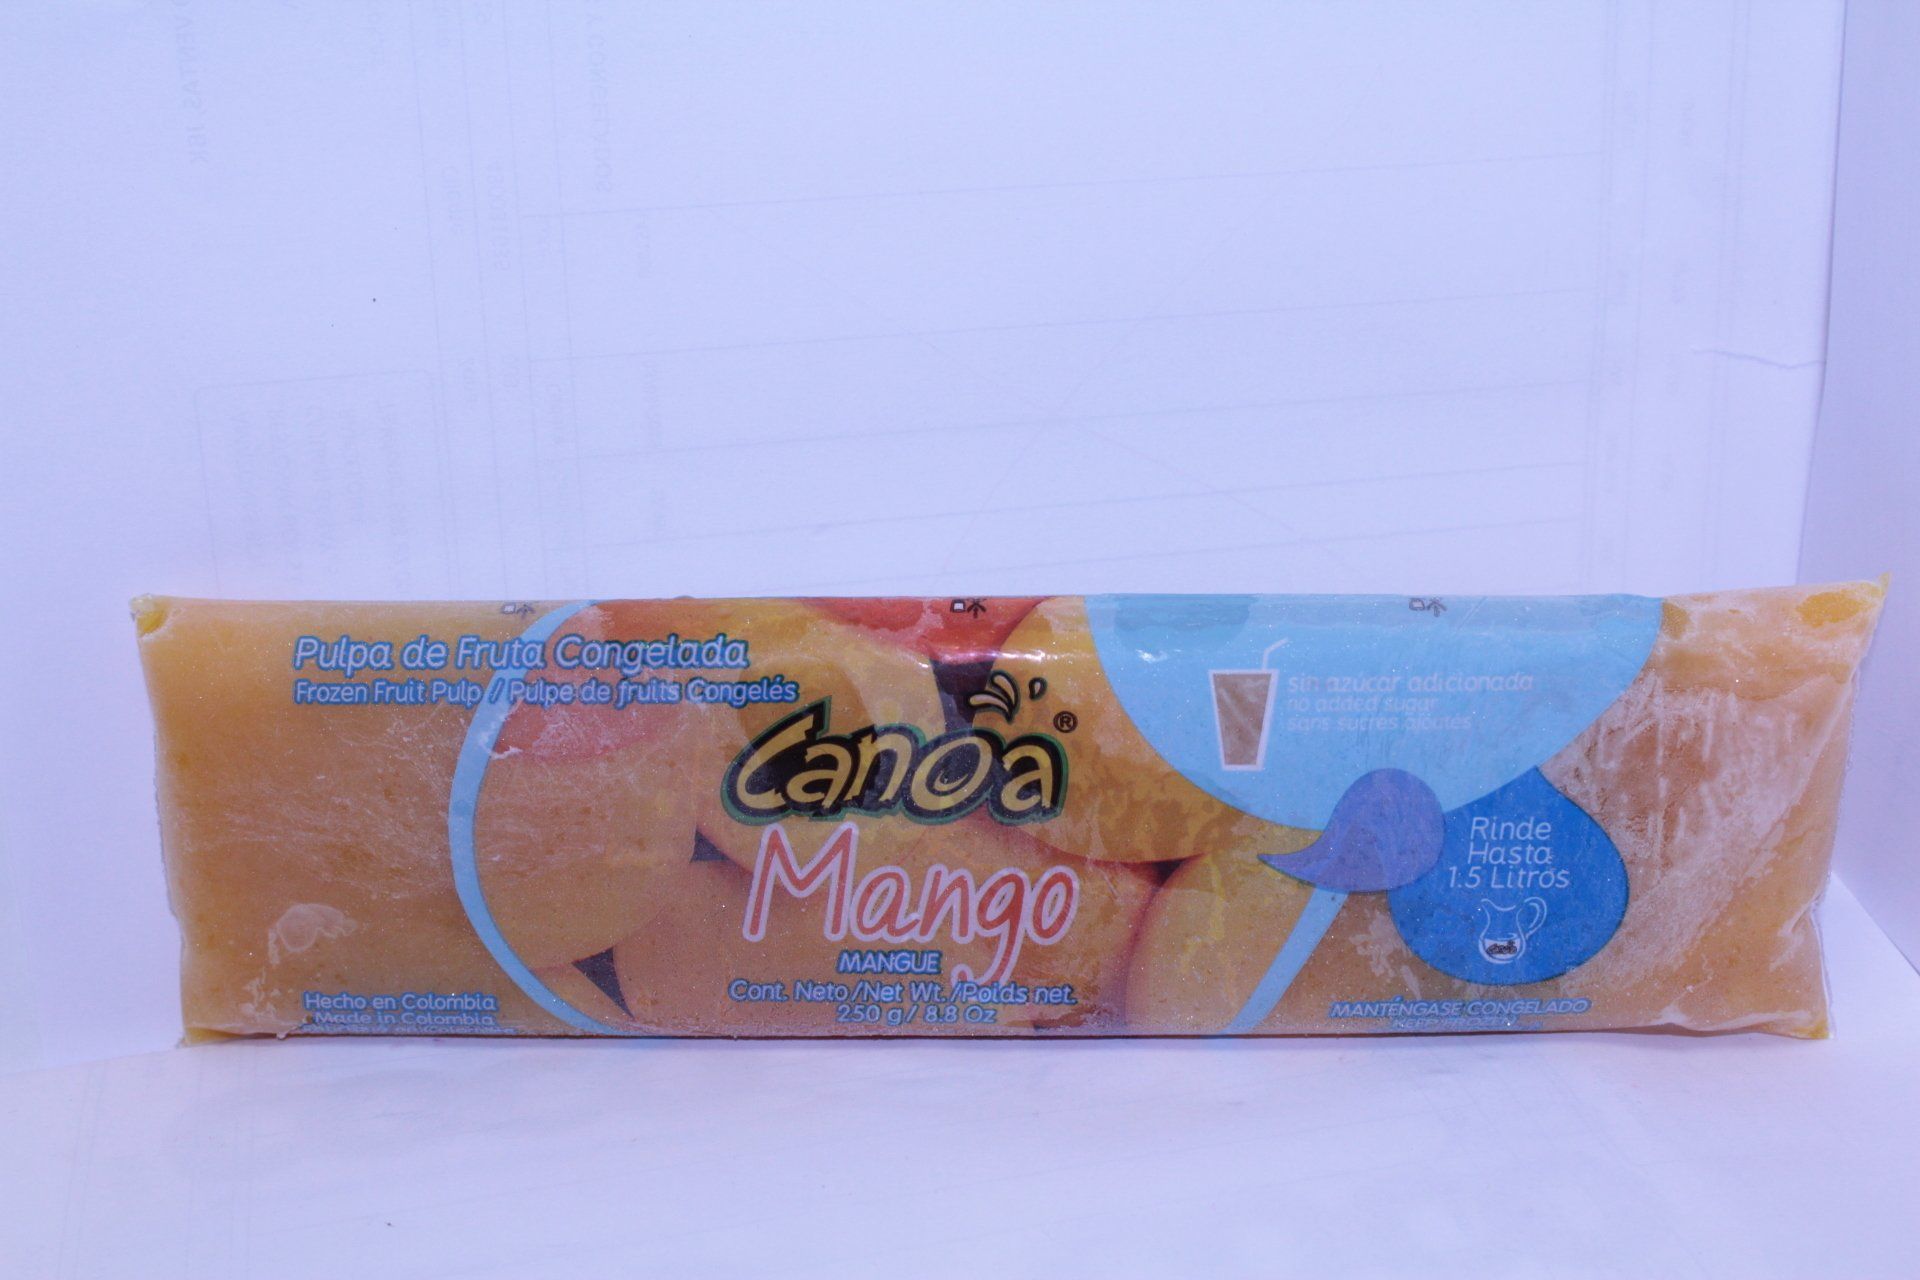 Pulpa de Fruta Congelada
Frozen Fruit Pulp / Pulpe de fruits Congelés
Canoa®
Mango
MANGUE
Cont. Neto/Net Wt./Poids net.
250 g / 8.8 Oz
Hecho en Colombia
Made in Colombia
sin azúcar adicionada
no added sugar
sans sucres ajoutés
Rinde
Hasta
1.5 Litros
MANTÉNGASE CONGELADO
KEEP FROZEN